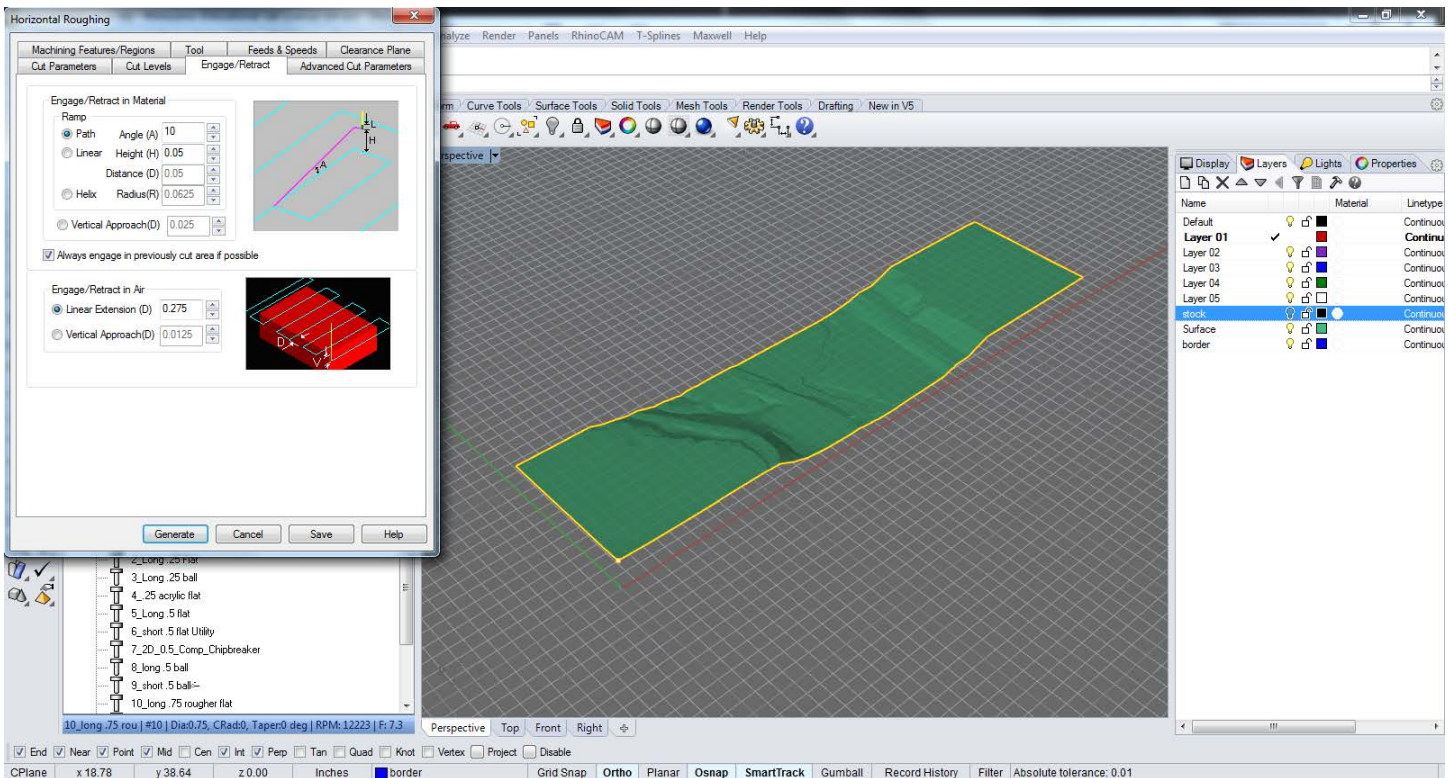 Horizontal Roughing
Machining Features/Regions Tool Feeds & Speeds Clearance Plane
Cut Parameters Cut Levels Engage/Retract Advanced Cut Parameters
Engage/Retract in Material
Ramp
Path Angle (A) 10
Linear Height (H) 0.05
Distance (D) 0.05
Helix Radius(R) 0.0625
Vertical Approach(D) 0.025
Always engage in previously cut area if possible
L
H
A
Engage/Retract in Air
Linear Extension (D) 0.275
Vertical Approach(D) 0.0125
D
V
Generate Cancel Save Help
nalyze Render Panels RhinoCAM T-Splines Maxwell Help
rm Curve Tools Surface Tools Solid Tools Mesh Tools Render Tools Drafting New in V5
rspective
Display Layers Lights Properties
Name Material Linetype
Default Continuou
Layer 01 Continu
Layer 02 Continuou
Layer 03 Continuou
Layer 04 Continuou
Layer 05 Continuou
stock Continuou
Surface Continuou
border Continuou
2_Long .25 Flat
3_Long .25 ball
4_.25 acrylic flat
5_Long .5 flat
6_short .5 flat Utility
7_2D_0.5_Comp_Chipbreaker
8_long .5 ball
9_short .5 ball
10_long .75 rougher flat
10_long .75 rou | #10 | Dia:0.75, CRad:0, Taper:0 deg | RPM: 12223 | F: 7.3
Perspective Top Front Right
End Near Point Mid Cen Int Perp Tan Quad Knot Vertex Project Disable
CPlane x 18.78 y 38.64 z 0.00 Inches border Grid Snap Ortho Planar Osnap SmartTrack Gumball Record History Filter Absolute tolerance: 0.01